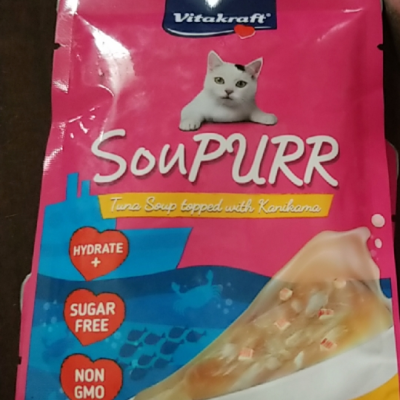 Vitakraft®
SouPURR
Tuna Soup topped with Kanikama
HYDRATE
+
SUGAR
FREE
NON
GMO